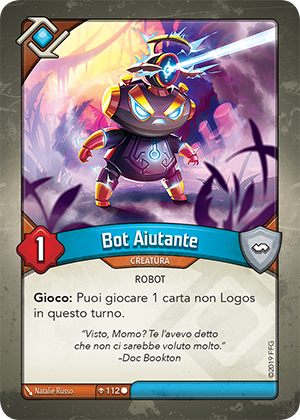 Bot Aiutante
1
CREATURA
ROBOT
Gioco: Puoi giocare 1 carta non Logos
in questo turno.
"Visto, Momo? Te l'avevo detto
che non ci sarebbe voluto molto."
–Doc Bookton
©2019 FFG
Natalie Russo
112